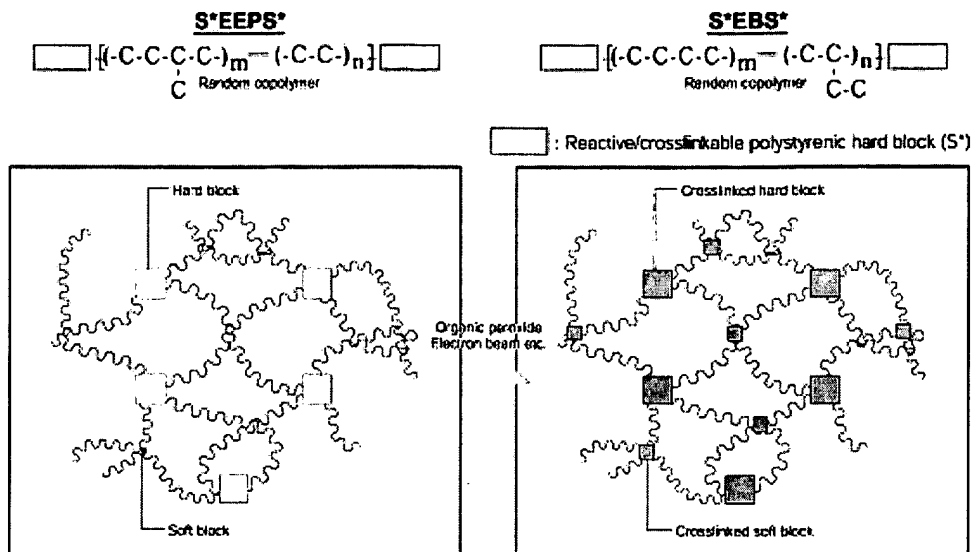 S*EEPS*
[(-C-C-C-C-)m—(-C-C-)n]
C
Random copolymer
S*EBS*
[(-C-C-C-C-)m—(-C-C-)n]
C-C
Random copolymer
: Reactive/crosslinkable polystyrenic hard block (S*)
Hard block
Soft block
Organic peroxide
Electron beam etc.
Crosslinked hard block
Crosslinked soft block